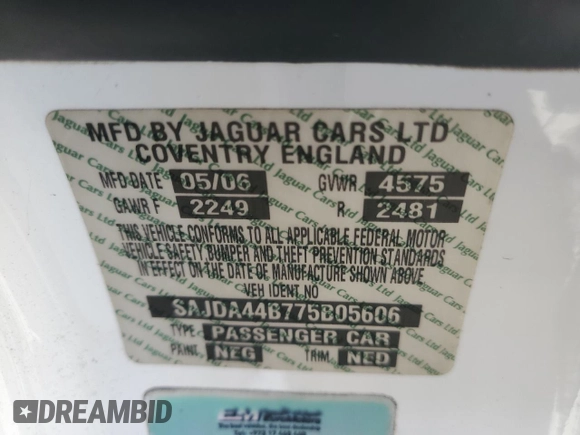 MFD BY JAGUAR CARS LTD
COVENTRY ENGLAND
MFD DATE 05/06 GVWR 4575
GAWR F 2249 R 2481
THIS VEHICLE CONFORMS TO ALL APPLICABLE FEDERAL MOTOR
VEHICLE SAFETY, BUMPER AND THEFT PREVENTION STANDARDS
IN EFFECT ON THE DATE OF MANUFACTURE SHOWN ABOVE
VEH IDENT NO
SAJDA44B775B05606
TYPE PASSENGER CAR
PAINT NEG TRIM NED
DREAMBID